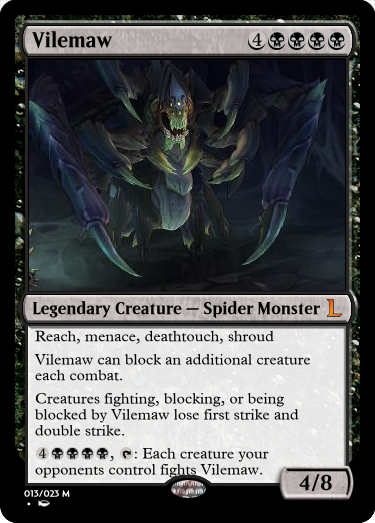 Vilemaw 4
Legendary Creature — Spider Monster L
Reach, menace, deathtouch, shroud
Vilemaw can block an additional creature
each combat.
Creatures fighting, blocking, or being
blocked by Vilemaw lose first strike and
double strike.
4 , : Each creature your
opponents control fights Vilemaw.
4/8
013/023 M